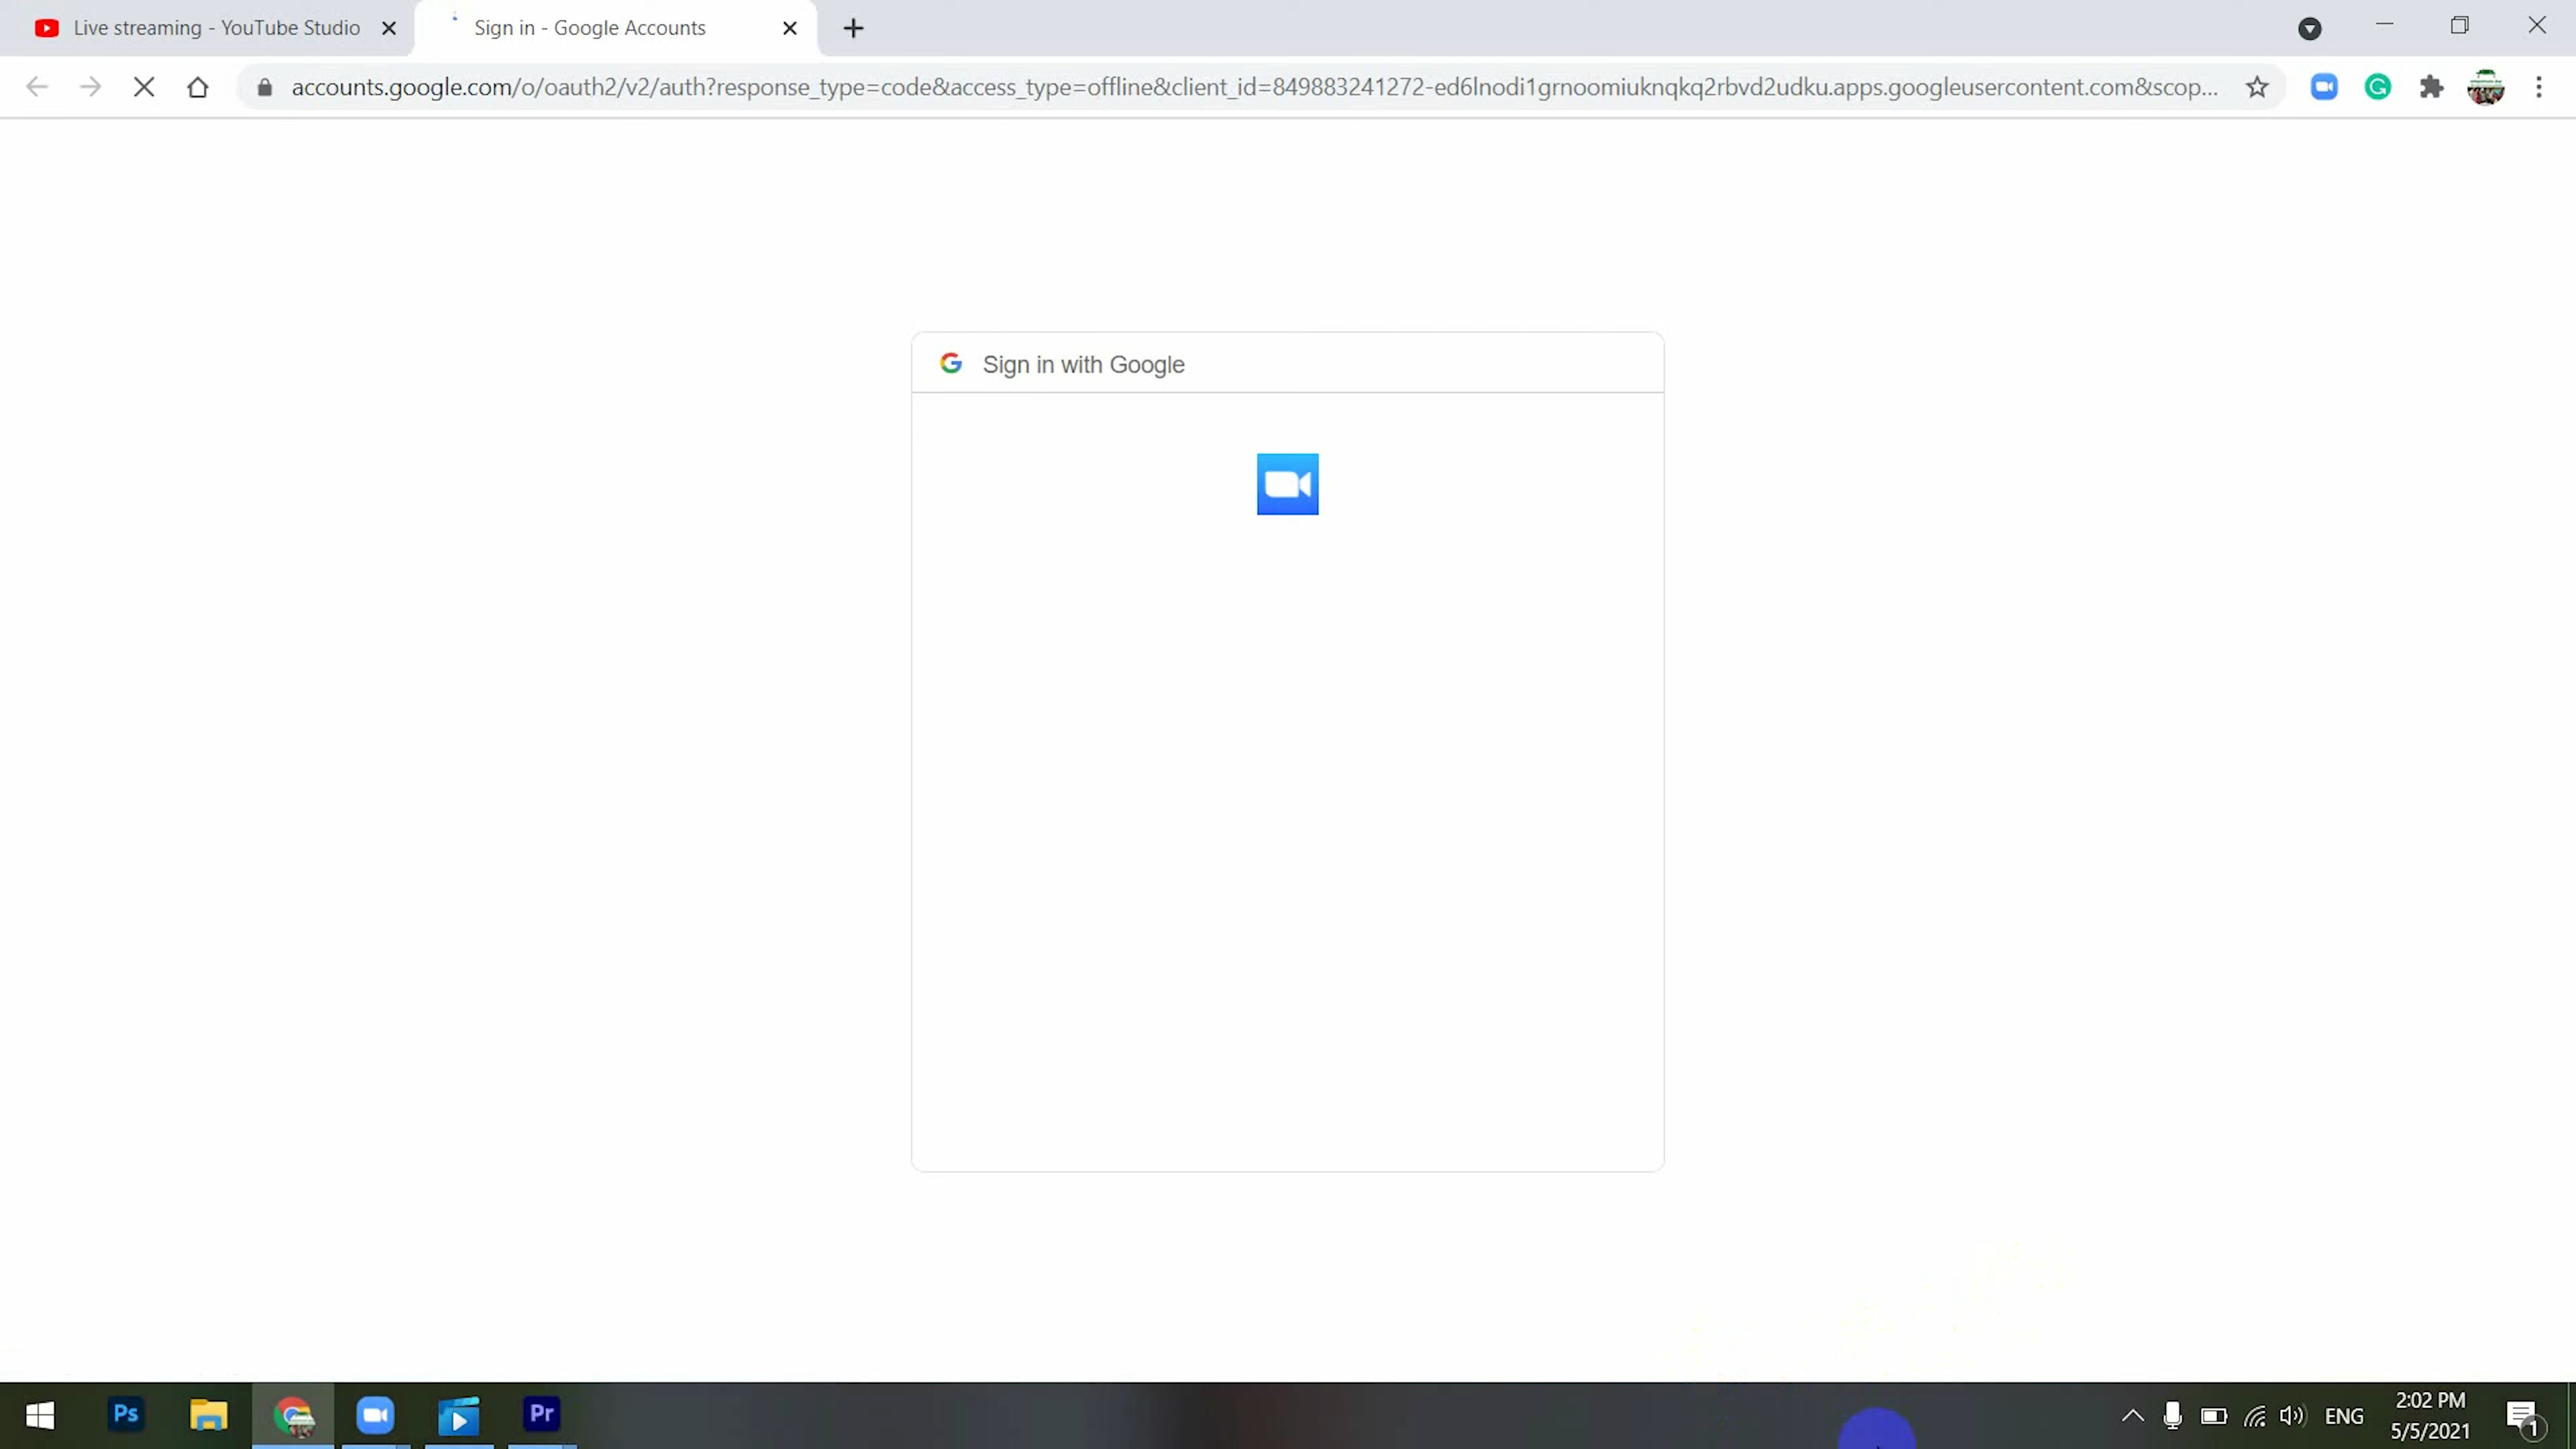 Live streaming - YouTube Studio
Sign in - Google Accounts
accounts.google.com/o/oauth2/v2/auth?response_type=code&access_type=offline&client_id=849883241272-ed6lnodi1grnoomiuknqkq2rbvd2udku.apps.googleusercontent.com&scop...
G Sign in with Google
Ps
Pr
ENG
2:02 PM
5/5/2021
1